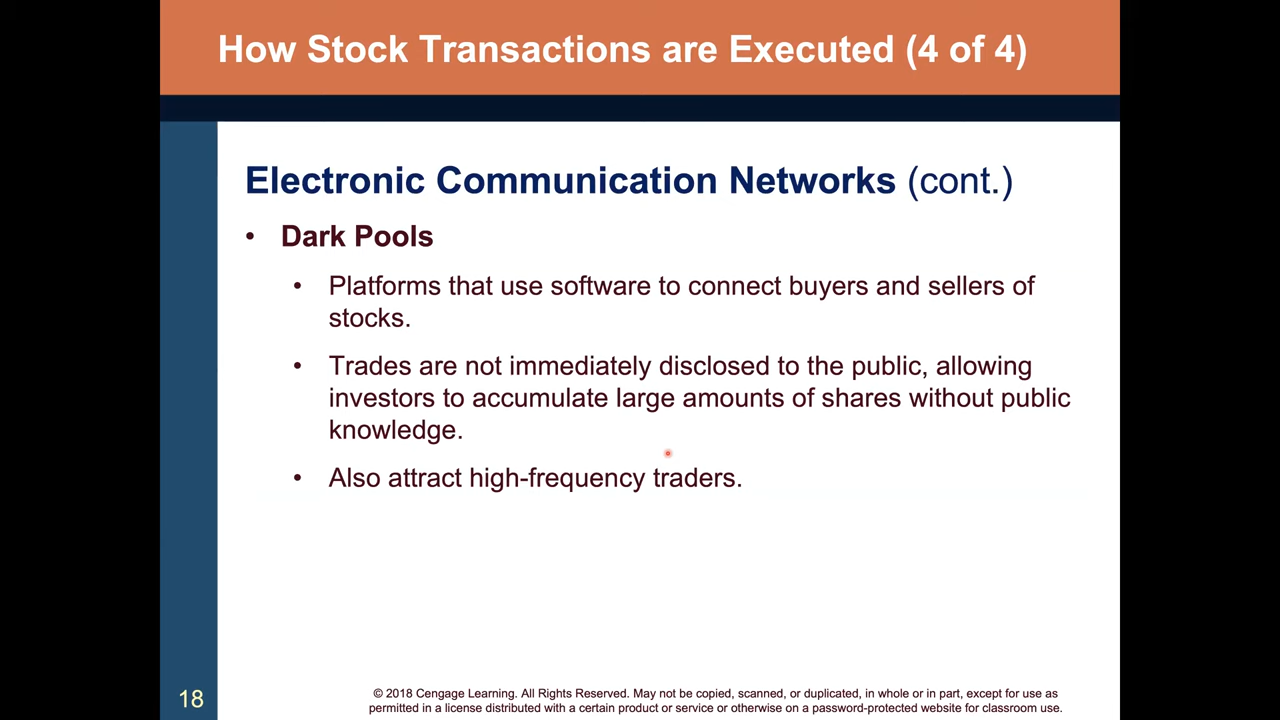 How Stock Transactions are Executed (4 of 4)
Electronic Communication Networks (cont.)
• Dark Pools
• Platforms that use software to connect buyers and sellers of
stocks.
• Trades are not immediately disclosed to the public, allowing
investors to accumulate large amounts of shares without public
knowledge.
• Also attract high-frequency traders.
18
© 2018 Cengage Learning. All Rights Reserved. May not be copied, scanned, or duplicated, in whole or in part, except for use as
permitted in a license distributed with a certain product or service or otherwise on a password-protected website for classroom use.